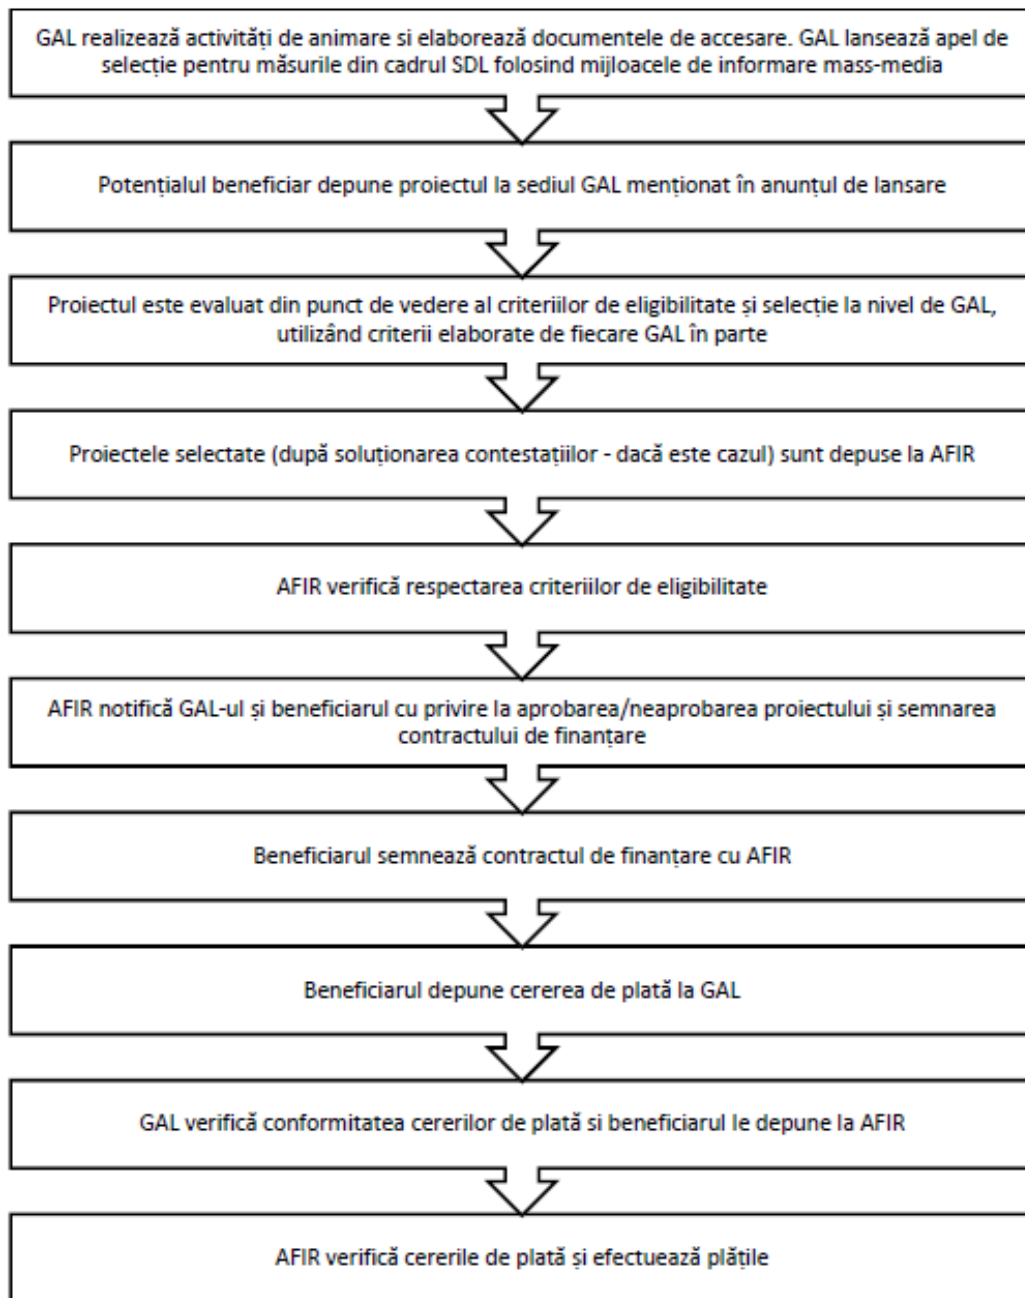 GAL realizează activități de animare si elaborează documentele de accesare. GAL lansează apel de
selecție pentru măsurile din cadrul SDL folosind mijloacele de informare mass-media
Potențialul beneficiar depune proiectul la sediul GAL menționat în anunțul de lansare
Proiectul este evaluat din punct de vedere al criteriilor de eligibilitate și selecție la nivel de GAL,
utilizând criterii elaborate de fiecare GAL în parte
Proiectele selectate (după soluționarea contestațiilor - dacă este cazul) sunt depuse la AFIR
AFIR verifică respectarea criteriilor de eligibilitate
AFIR notifică GAL-ul și beneficiarul cu privire la aprobarea/neaprobarea proiectului și semnarea
contractului de finanțare
Beneficiarul semnează contractul de finanțare cu AFIR
Beneficiarul depune cererea de plată la GAL
GAL verifică conformitatea cererilor de plată si beneficiarul le depune la AFIR
AFIR verifică cererile de plată și efectuează plățile